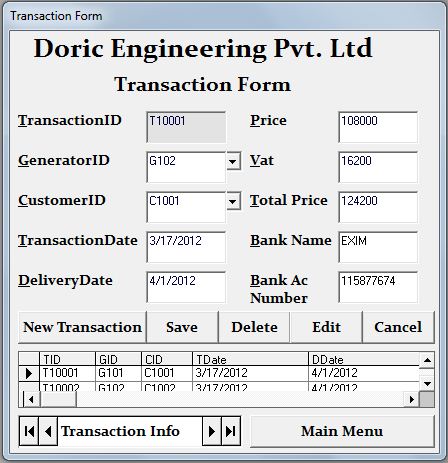 Transaction Form
Doric Engineering Pvt. Ltd
Transaction Form
TransactionID T10001 Price 108000
GeneratorID G102 Vat 16200
CustomerID C1001 Total Price 124200
TransactionDate 3/17/2012 Bank Name EXIM
DeliveryDate 4/1/2012 Bank Ac Number 115877674
New Transaction Save Delete Edit Cancel
TID GID CID TDate DDate
T10001 G101 C1001 3/17/2012 4/1/2012
T10002 G102 C1001 3/17/2012 4/1/2012
Transaction Info Main Menu